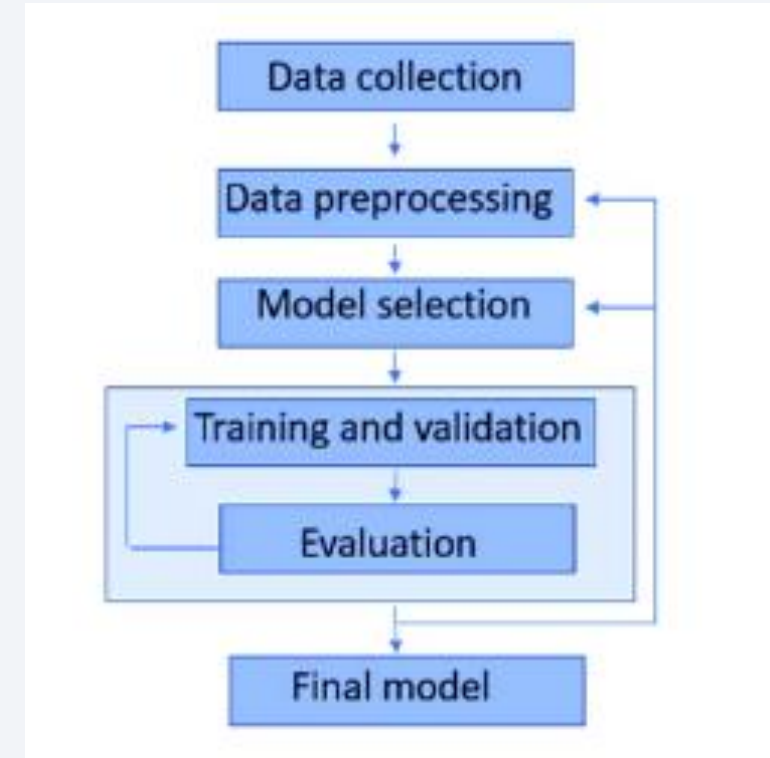 Data collection
Data preprocessing
Model selection
Training and validation
Evaluation
Final model